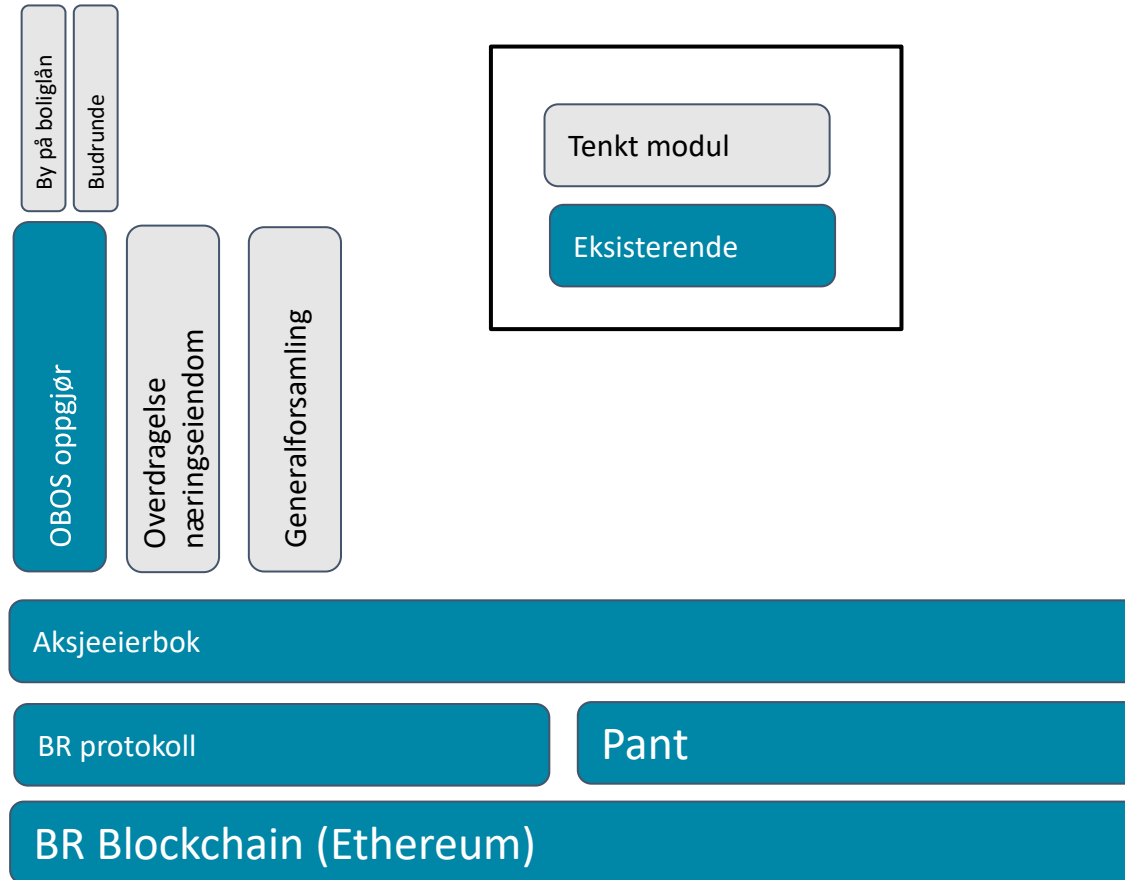 By på boliglån
Budrunde
Tenkt modul
Eksisterende
OBOS oppgjør
Overdragelse
næringseiendom
Generalforsamling
Aksjeeierbok
BR protokoll
Pant
BR Blockchain (Ethereum)